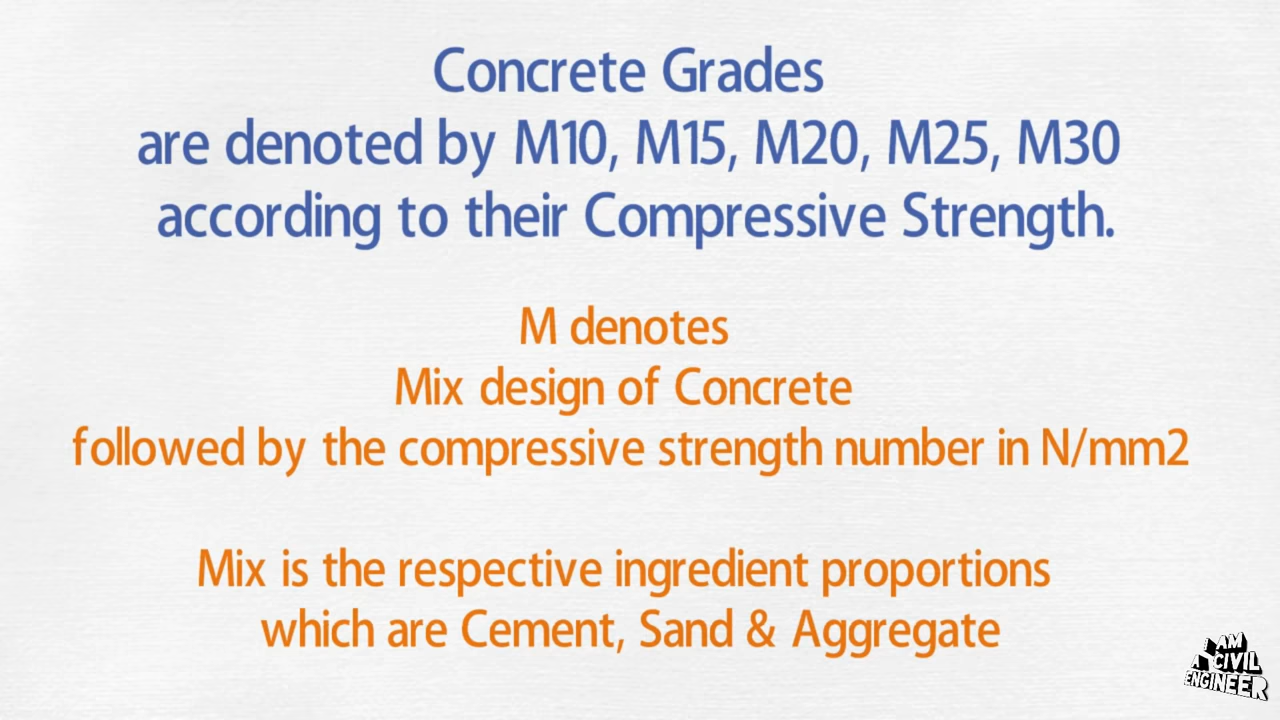 Concrete Grades
are denoted by M10, M15, M20, M25, M30
according to their Compressive Strength.
M denotes
Mix design of Concrete
followed by the compressive strength number in N/mm2
Mix is the respective ingredient proportions
which are Cement, Sand & Aggregate
I AM
A CIVIL
ENGINEER